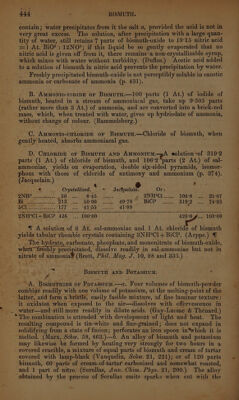 444 BISMUTH.
contain; water precipitates from it the salt a, provided the acid is not in
very great excess. The solution, after precipitation with a large quan-
tity of water, still retains 7 parts of bismuth-oxide to 13·13 nitric acid
= 1 At. BiO³ : 12NO⁵; if this liquid be so gently evaporated that no
nitric acid is given off from it, there remains a non-crystallizable syrup,
which mixes with water without turbidity. (Duflos.) Acetic acid added
to a solution of bismuth in nitric acid prevents the precipitation by water.
Freshly precipitated bismuth-oxide is not perceptibly soluble in caustic
ammonia or carbonate of ammonia (p. 431).
B. AMMONIO-IODIDE OF BISMUTH.—100 parts (1 At.) of iodide of
bismuth, heated in a stream of ammoniacal gas, take up 9·363 parts
(rather more than 3 At.) of ammonia, and are converted into a brick-red
mass, which, when treated with water, gives up hydriodate of ammonia,
without change of colour. (Rammelsberg.)
C. AMMONIO-CHLORIDE OF BISMUTH.—Chloride of bismuth, when
gently heated, absorbs ammoniacal gas.
D. CHLORIDE OF BISMUTH AND AMMONIUM.—A solution of 319·2
parts (1 At.) of chloride of bismuth, and 106·2 parts (2 At.) of sal-
ammoniac, yields on evaporation, double six-sided pyramids, isomor-
phous with those of chloride of antimony and ammonium (p. 374).
(Jacquelain.)
Crystallized. Jacquelain. Or:
2NH⁴ 36 8·45 2NH⁴Cl 106·8 25·07
Bi 213 50·00 49·78 BiCl³ 319·2 74·93
5Cl 177 41·55 41·99
2NH⁴Cl + BiCl³ 426 100·00 426·0 100·00
A solution of 3 At. sal-ammoniac and 1 At. chloride of bismuth
yields tabular rhombic crystals containing 3NH⁴Cl + BiCl³. (Arppe.)
The hydrate, carbonate, phosphate, and mononitrate of bismuth-oxide,
when freshly precipitated, dissolve readily in sal-ammoniac but not in
nitrate of ammonia. (Brett, Phil. Mag. J. 10, 98 and 335.)
BISMUTH AND POTASSIUM.
A. BISMUTHIDE OF POTASSIUM.—a. Four volumes of bismuth-powder
combine readily with one volume of potassium, at the melting-point of the
latter, and form a brittle, easily fusible mixture, of fine laminar texture:
it oxidates when exposed to the air—dissolves with effervescence in
water—and still more readily in dilute acids. (Gay-Lussac & Thénard.)
The combination is attended with development of light and heat. The
resulting compound is tin-white and fine-grained; does not expand in
solidifying from a state of fusion; perforates an iron spoon in which it is
melted. (Marx, Schw. 58, 462.)—b. An alloy of bismuth and potassium
may likewise be formed by heating very strongly for two hours in a
covered crucible, a mixture of equal parts of bismuth and cream of tartar
covered with lamp-black (Vauquelin, Schw. 21, 221), or of 120 parts
bismuth, 60 parts of cream-of-tartar carbonized and somewhat roasted,
and 1 part of nitre. (Serullas, Ann. Chim. Phys. 21, 200.) The alloy
obtained by the process of Serullas emits sparks when cut with the